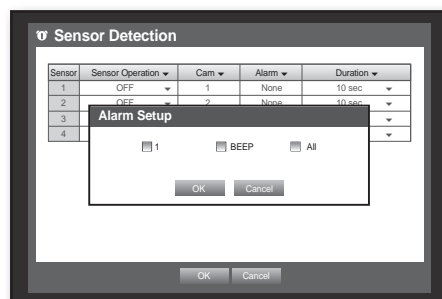 Sensor Detection
Sensor Sensor Operation Cam Alarm Duration
1 OFF 1 None 10 sec
2 OFF 2 None 10 sec
3
4
Alarm Setup
1 BEEP All
OK Cancel
OK Cancel